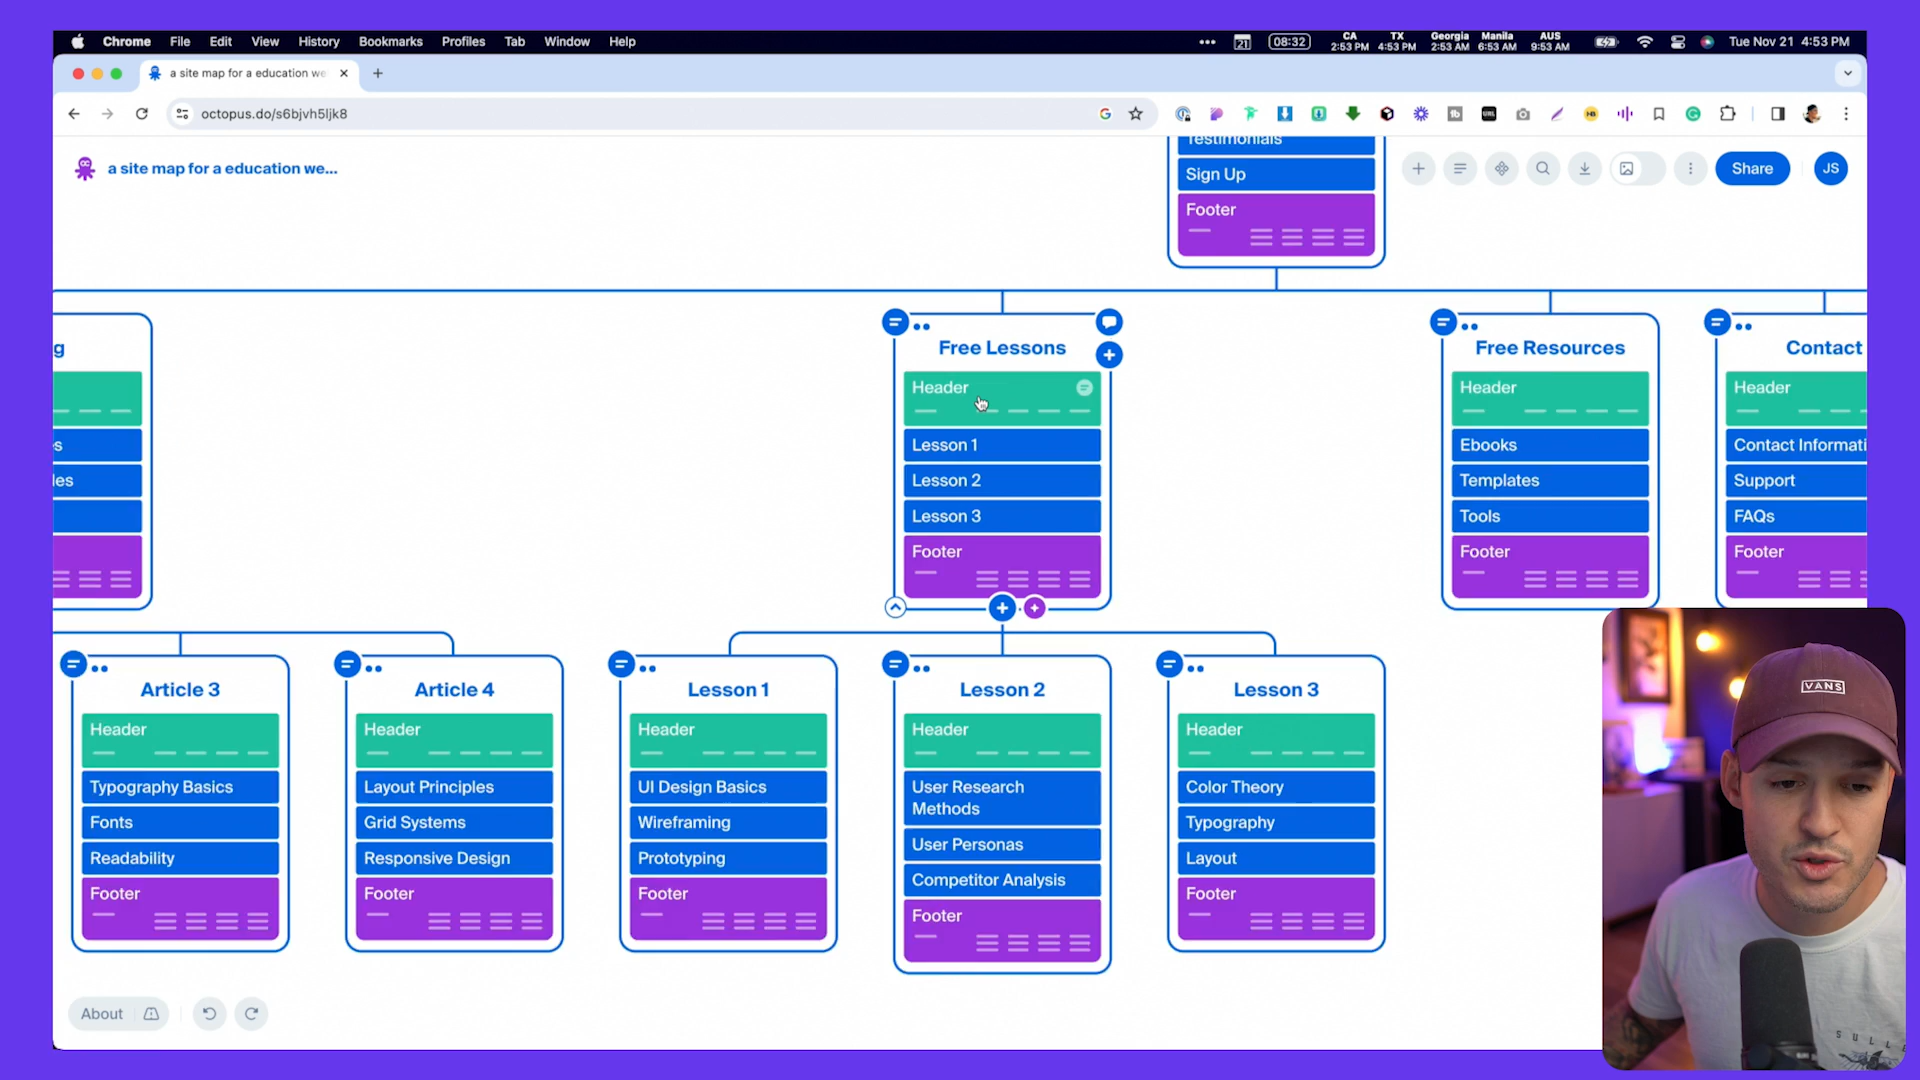 Chrome File Edit View History Bookmarks Profiles Tab Window Help
21 08:32 CA TX Georgia Manila AUS Tue Nov 21 4:53 PM
2:53 PM 4:53 PM 2:53 AM 6:53 AM 9:53 AM
a site map for a education we
octopus.do/s6bjvh5ljk8
a site map for a education we...
Share
JS
Testimonials
Sign Up
Footer
g
s
les
Free Lessons
Header
Lesson 1
Lesson 2
Lesson 3
Footer
Free Resources
Header
Ebooks
Templates
Tools
Footer
Contact
Header
Contact Informati
Support
FAQs
Footer
Article 3
Header
Typography Basics
Fonts
Readability
Footer
Article 4
Header
Layout Principles
Grid Systems
Responsive Design
Footer
Lesson 1
Header
UI Design Basics
Wireframing
Prototyping
Footer
Lesson 2
Header
User Research
Methods
User Personas
Competitor Analysis
Footer
Lesson 3
Header
Color Theory
Typography
Layout
Footer
About
VANS